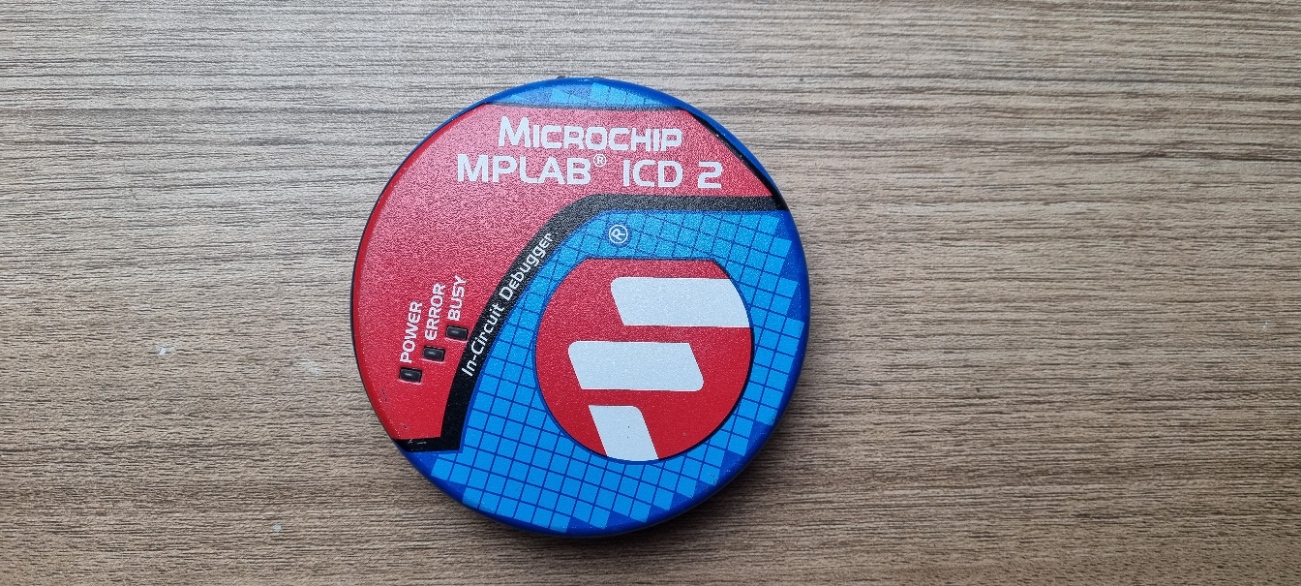 MICROCHIP
MPLAB® ICD 2
®
In-Circuit Debugger
POWER
ERROR
BUSY